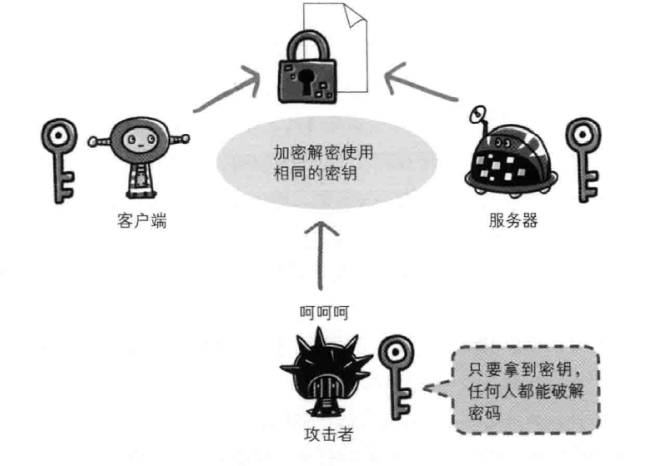 加密解密使用
相同的密钥
客户端
服务器
呵呵呵
只要拿到密钥，
任何人都能破解
密码
攻击者